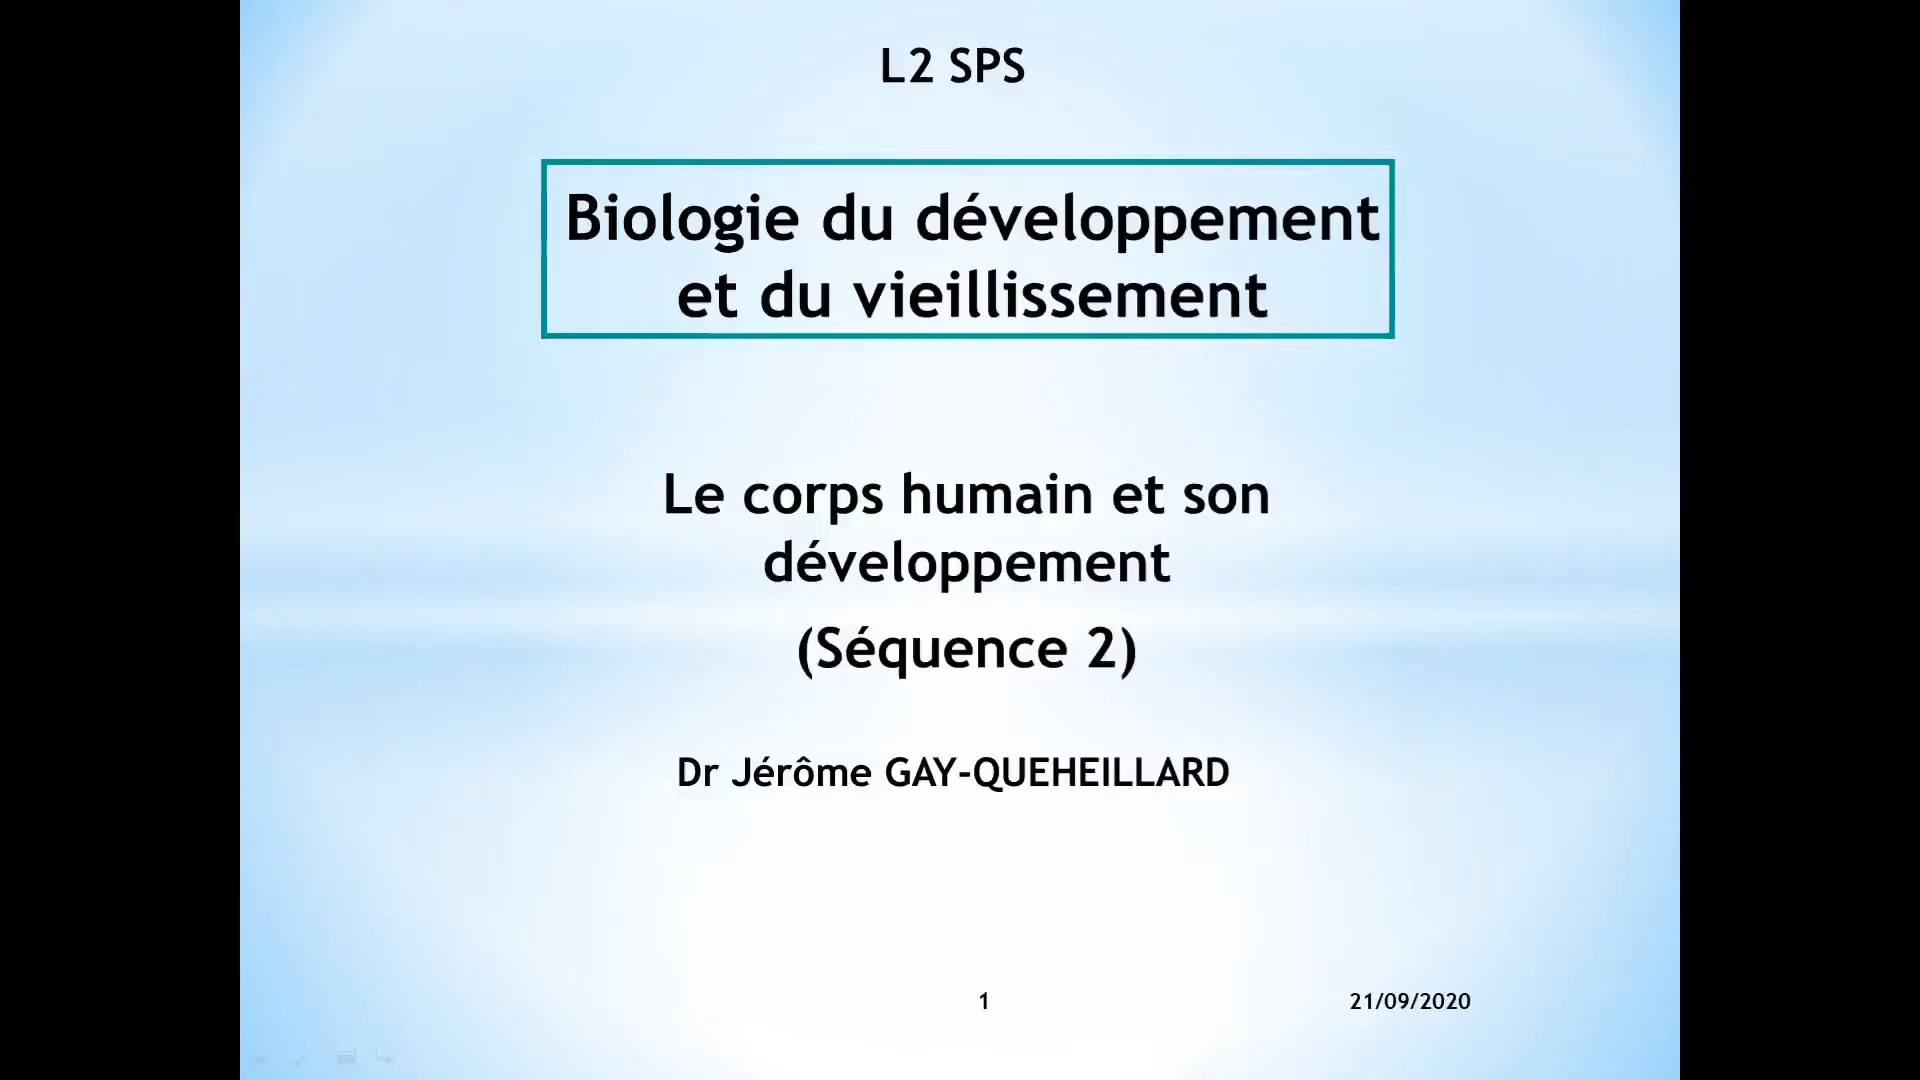 L2 SPS
Biologie du développement
et du vieillissement
Le corps humain et son
développement
(Séquence 2)
Dr Jérôme GAY-QUEHEILLARD
1
21/09/2020